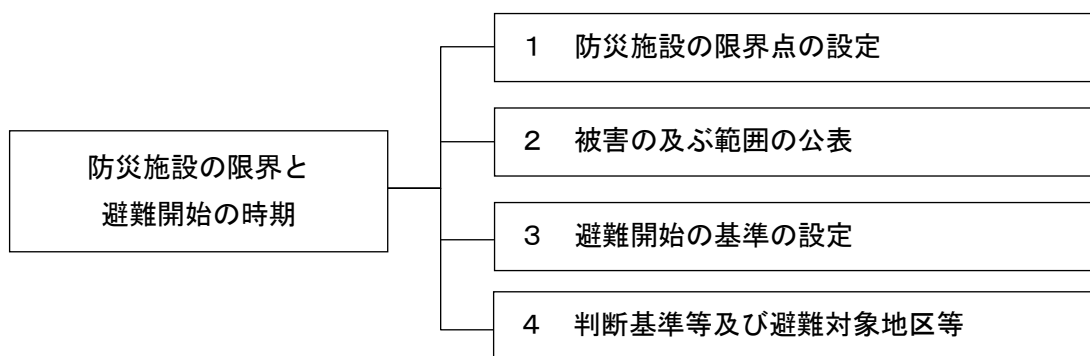 防災施設の限界と
避難開始の時期
１　防災施設の限界点の設定
２　被害の及ぶ範囲の公表
３　避難開始の基準の設定
４　判断基準等及び避難対象地区等